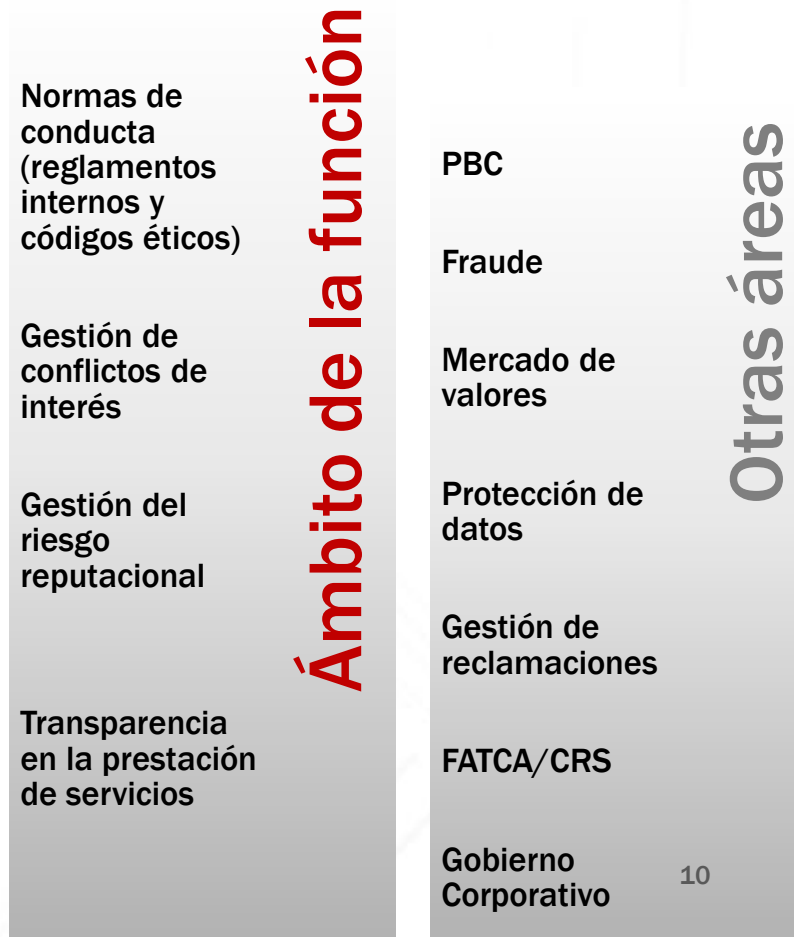 Ámbito de la función
Normas de
conducta
(reglamentos
internos y
códigos éticos)
Gestión de
conflictos de
interés
Gestión del
riesgo
reputacional
Transparencia
en la prestación
de servicios
Otras áreas
PBC
Fraude
Mercado de
valores
Protección de
datos
Gestión de
reclamaciones
FATCA/CRS
Gobierno
Corporativo
10